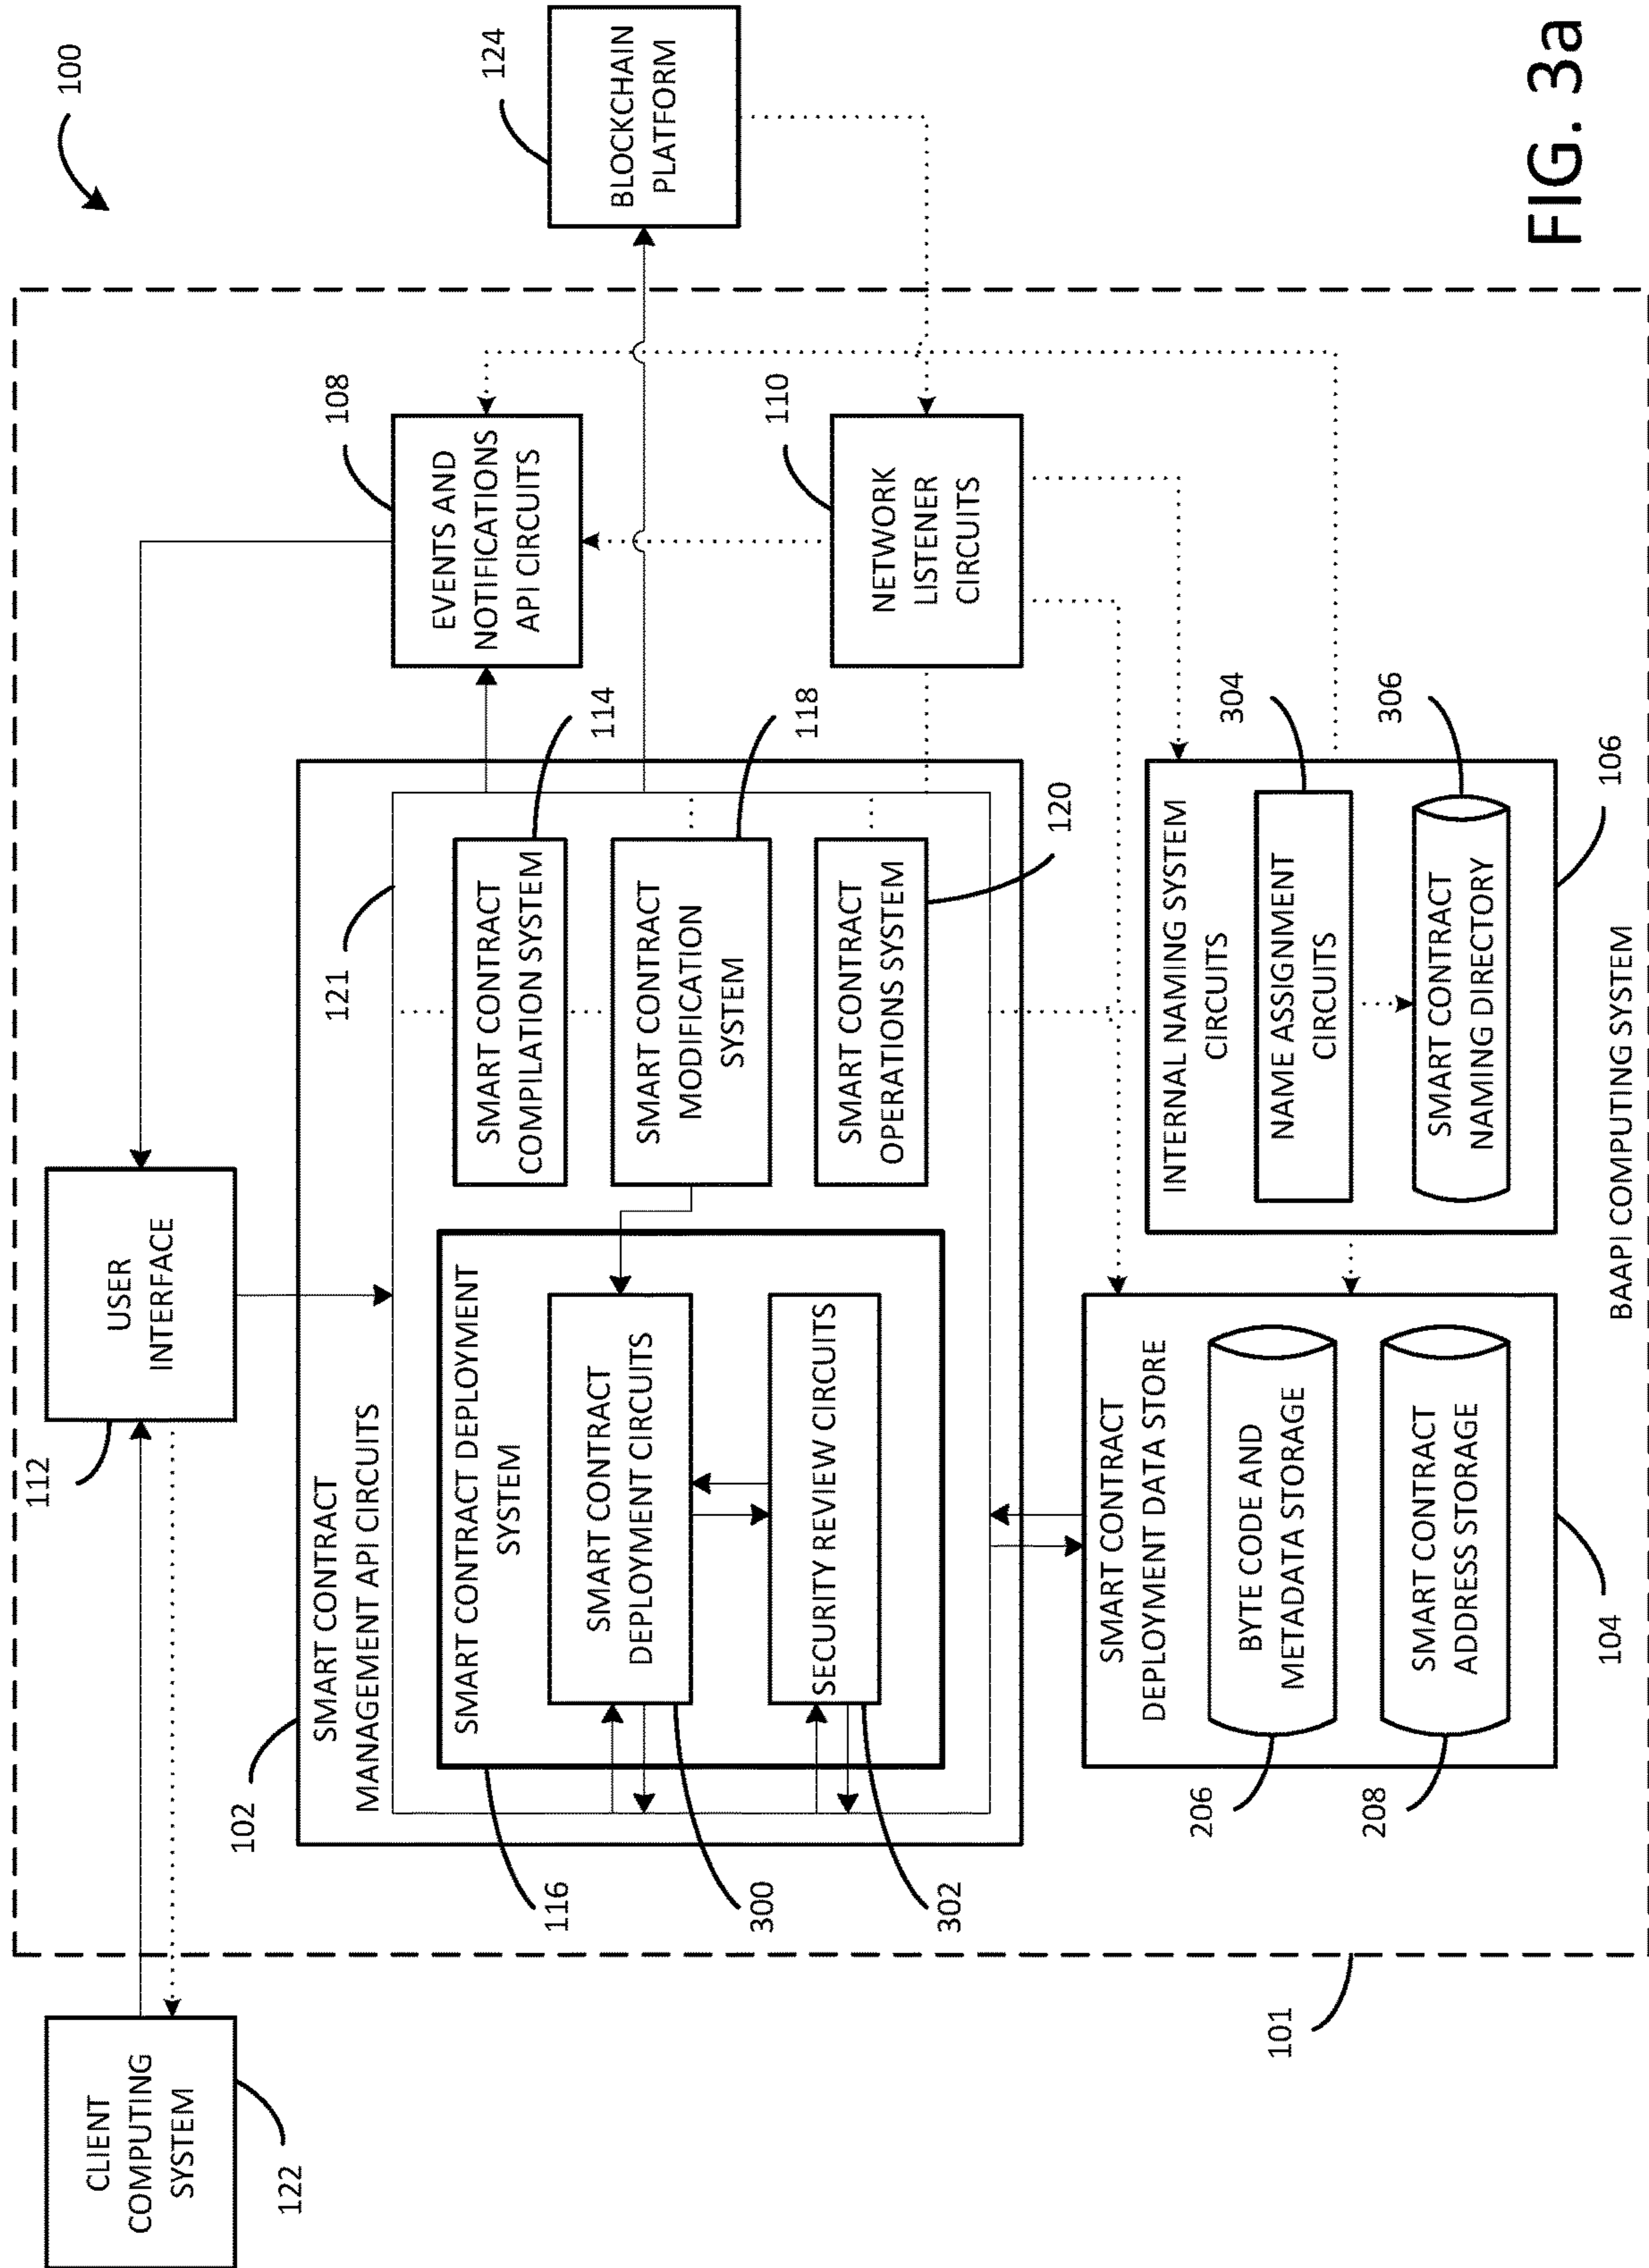 100
CLIENT
COMPUTING
SYSTEM
122
112
USER
INTERFACE
108
EVENTS AND
NOTIFICATIONS
API CIRCUITS
124
BLOCKCHAIN
PLATFORM
102
SMART CONTRACT
MANAGEMENT API CIRCUITS
121
116
SMART CONTRACT DEPLOYMENT
SYSTEM
300
SMART CONTRACT
DEPLOYMENT CIRCUITS
302
SECURITY REVIEW CIRCUITS
114
SMART CONTRACT
COMPILATION SYSTEM
118
SMART CONTRACT
MODIFICATION
SYSTEM
120
SMART CONTRACT
OPERATIONS SYSTEM
110
NETWORK
LISTENER
CIRCUITS
SMART CONTRACT
DEPLOYMENT DATA STORE
206
BYTE CODE AND
METADATA STORAGE
208
SMART CONTRACT
ADDRESS STORAGE
104
INTERNAL NAMING SYSTEM
CIRCUITS
304
NAME ASSIGNMENT
CIRCUITS
306
SMART CONTRACT
NAMING DIRECTORY
106
101
BAAPI COMPUTING SYSTEM
FIG. 3a